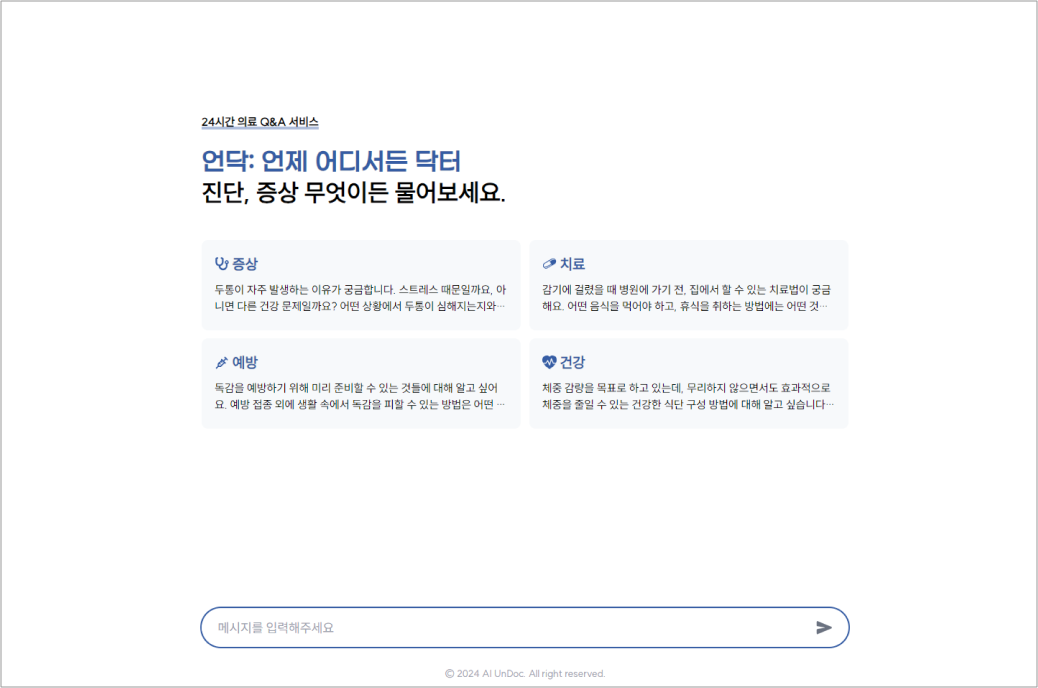 24시간 의료 Q&A 서비스
언닥: 언제 어디서든 닥터
진단, 증상 무엇이든 물어보세요.
증상
두통이 자주 발생하는 이유가 궁금합니다. 스트레스 때문일까요, 아
니면 다른 건강 문제일까요? 어떤 상황에서 두통이 심해지는지와…
치료
감기에 걸렸을 때 병원에 가기 전, 집에서 할 수 있는 치료법이 궁금
해요. 어떤 음식을 먹어야 하고, 휴식을 취하는 방법에는 어떤 것…
예방
독감을 예방하기 위해 미리 준비할 수 있는 것들에 대해 알고 싶어
요. 예방 접종 외에 생활 속에서 독감을 피할 수 있는 방법은 어떤 …
건강
체중 감량을 목표로 하고 있는데, 무리하지 않으면서도 효과적으로
체중을 줄일 수 있는 건강한 식단 구성 방법에 대해 알고 싶습니다…
메시지를 입력해주세요
© 2024 AI UnDoc. All right reserved.